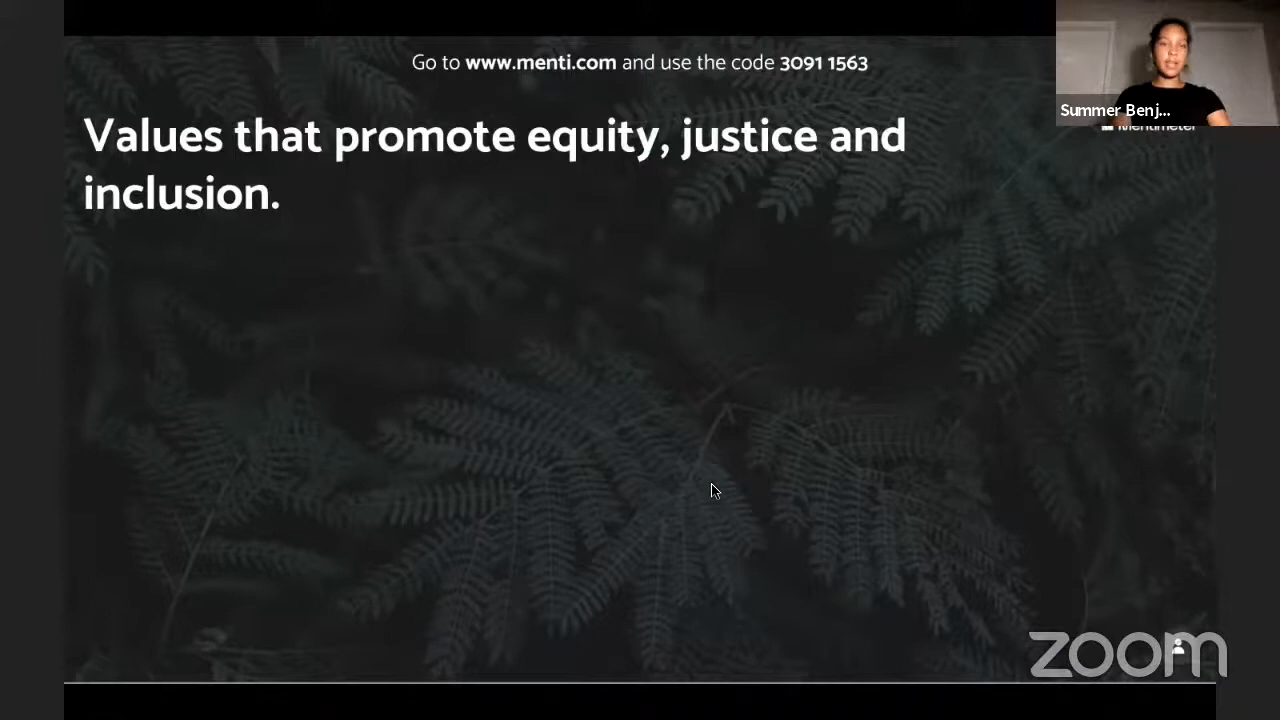 Go to www.menti.com and use the code 3091 1563
Values that promote equity, justice and
inclusion.
Summer Benj...
Mentimeter
zoom